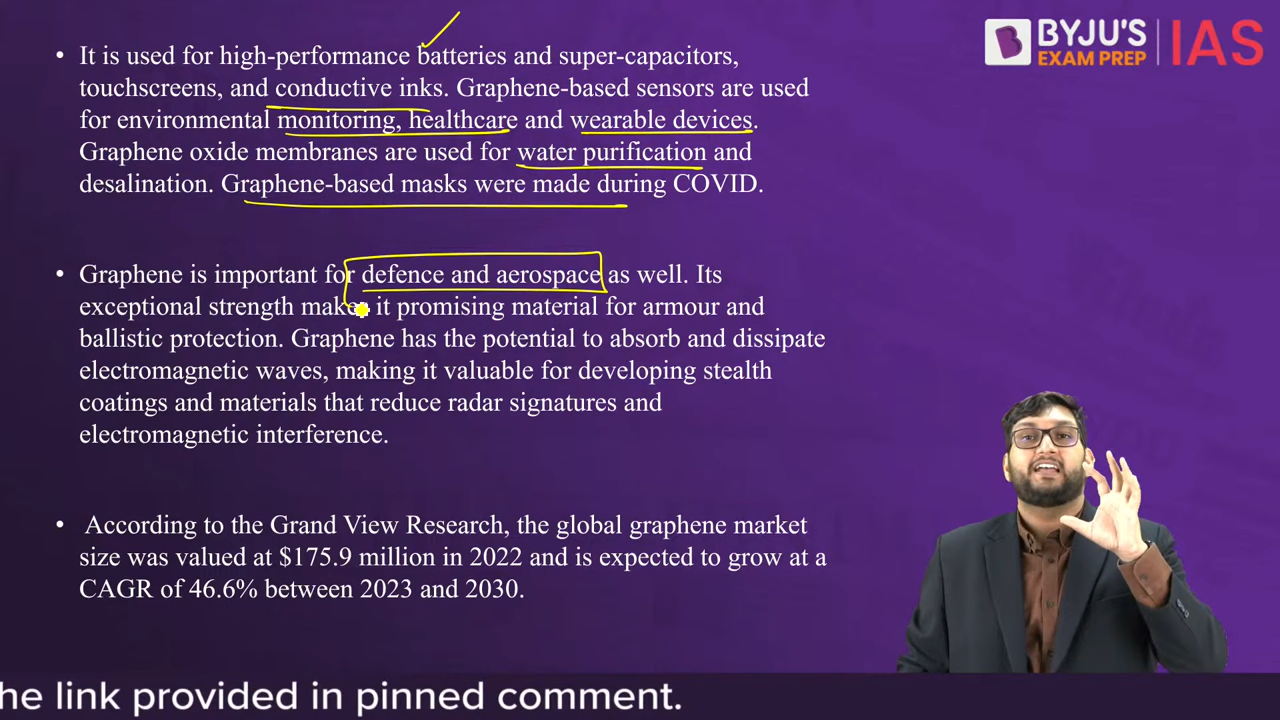 • It is used for high-performance batteries and super-capacitors,
touchscreens, and conductive inks. Graphene-based sensors are used
for environmental monitoring, healthcare and wearable devices.
Graphene oxide membranes are used for water purification and
desalination. Graphene-based masks were made during COVID.
• Graphene is important for defence and aerospace as well. Its
exceptional strength makes it promising material for armour and
ballistic protection. Graphene has the potential to absorb and dissipate
electromagnetic waves, making it valuable for developing stealth
coatings and materials that reduce radar signatures and
electromagnetic interference.
• According to the Grand View Research, the global graphene market
size was valued at $175.9 million in 2022 and is expected to grow at a
CAGR of 46.6% between 2023 and 2030.
BYJU'S
EXAM PREP
IAS
he link provided in pinned comment.